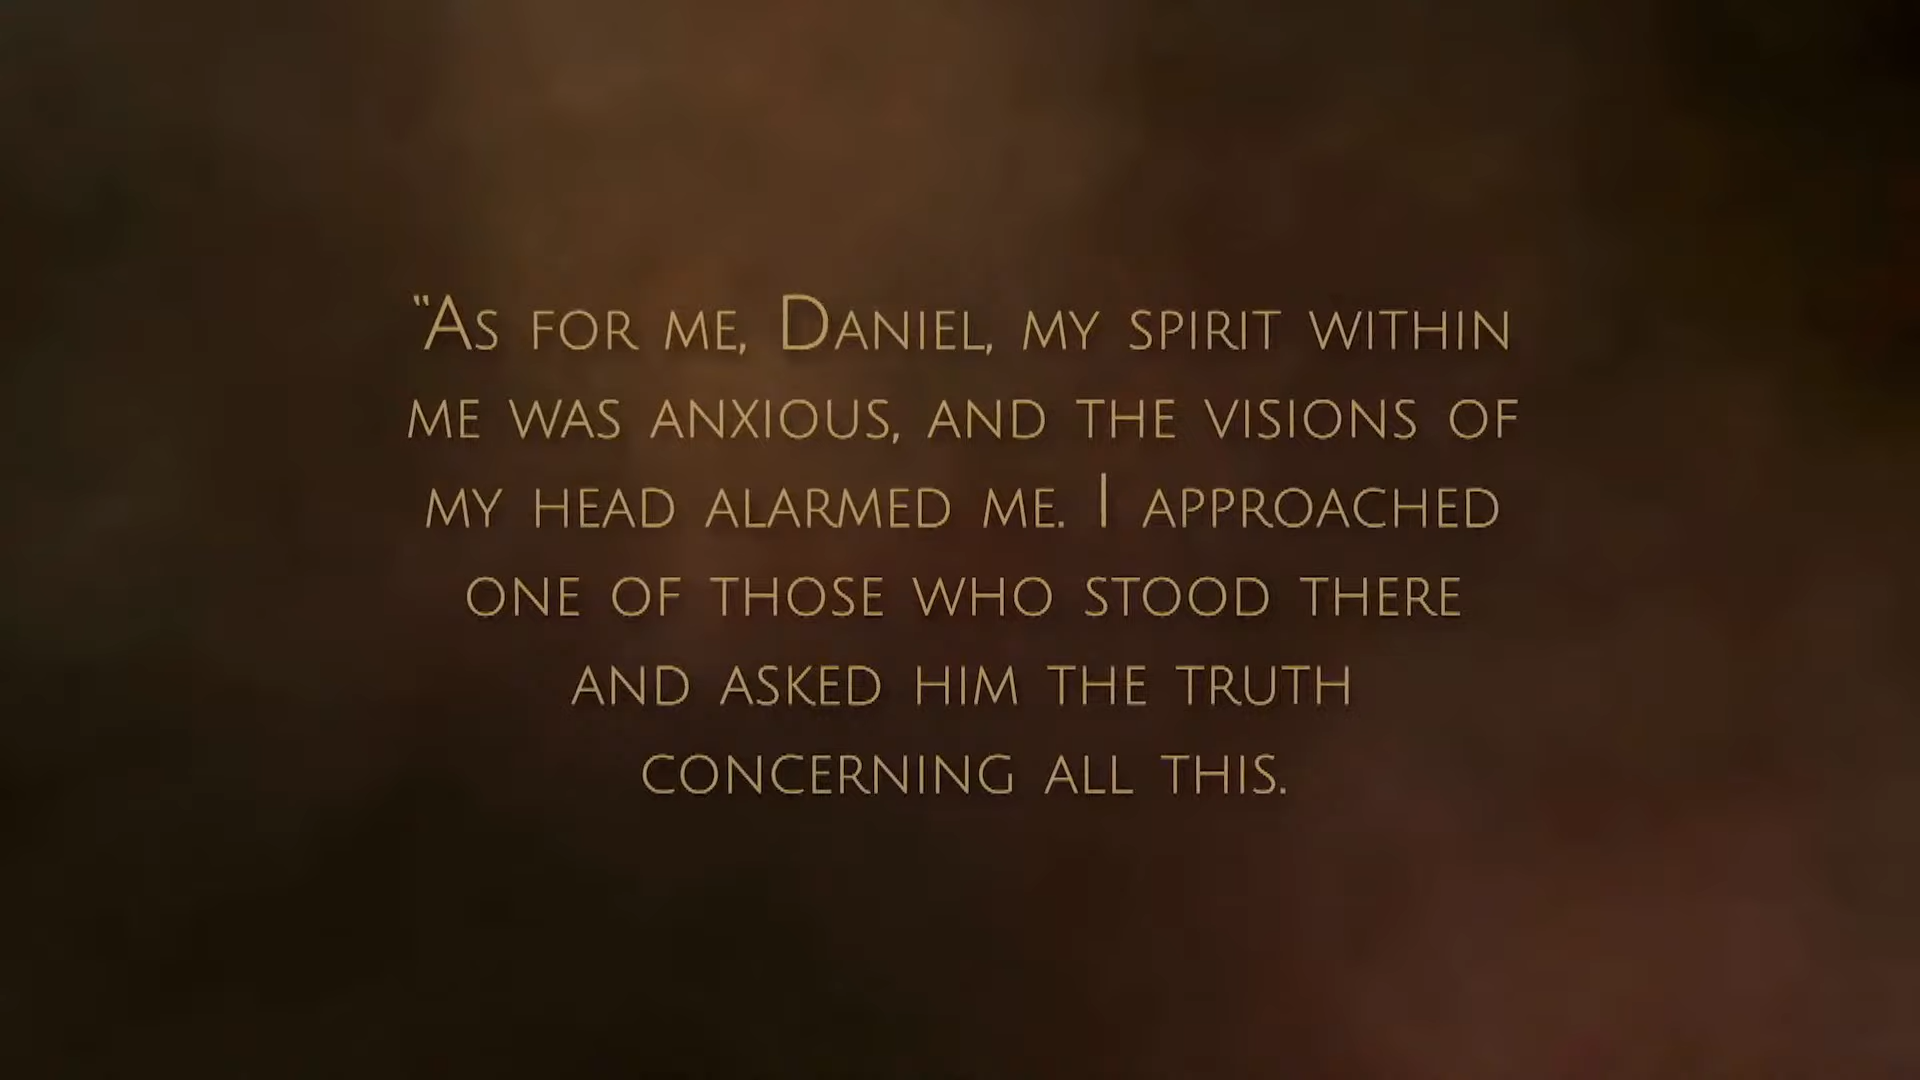 “As for me, Daniel, my spirit within
me was anxious, and the visions of
my head alarmed me. I approached
one of those who stood there
and asked him the truth
concerning all this.